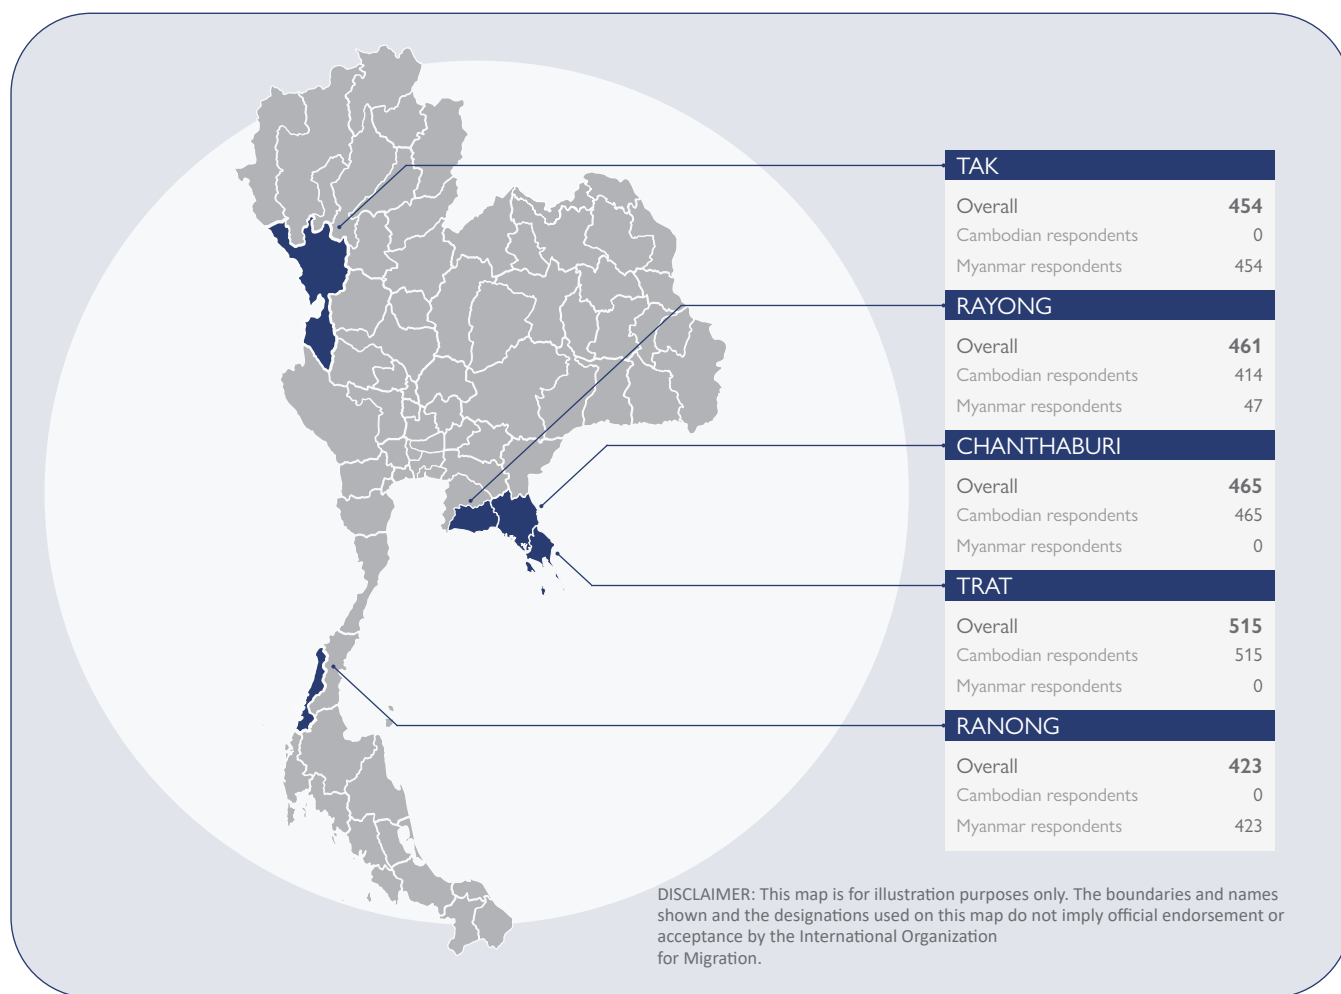 TAK
Overall 454
Cambodian respondents 0
Myanmar respondents 454
RAYONG
Overall 461
Cambodian respondents 414
Myanmar respondents 47
CHANTHABURI
Overall 465
Cambodian respondents 465
Myanmar respondents 0
TRAT
Overall 515
Cambodian respondents 515
Myanmar respondents 0
RANONG
Overall 423
Cambodian respondents 0
Myanmar respondents 423
DISCLAIMER: This map is for illustration purposes only. The boundaries and names
shown and the designations used on this map do not imply official endorsement or
acceptance by the International Organization
for Migration.